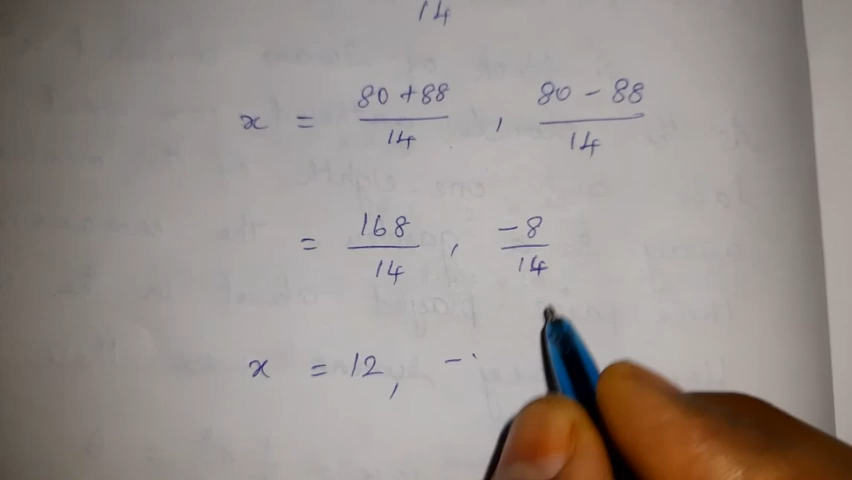 14
x = 80 + 88 / 14 , 80 - 88 / 14
= 168 / 14 , -8 / 14
x = 12, -